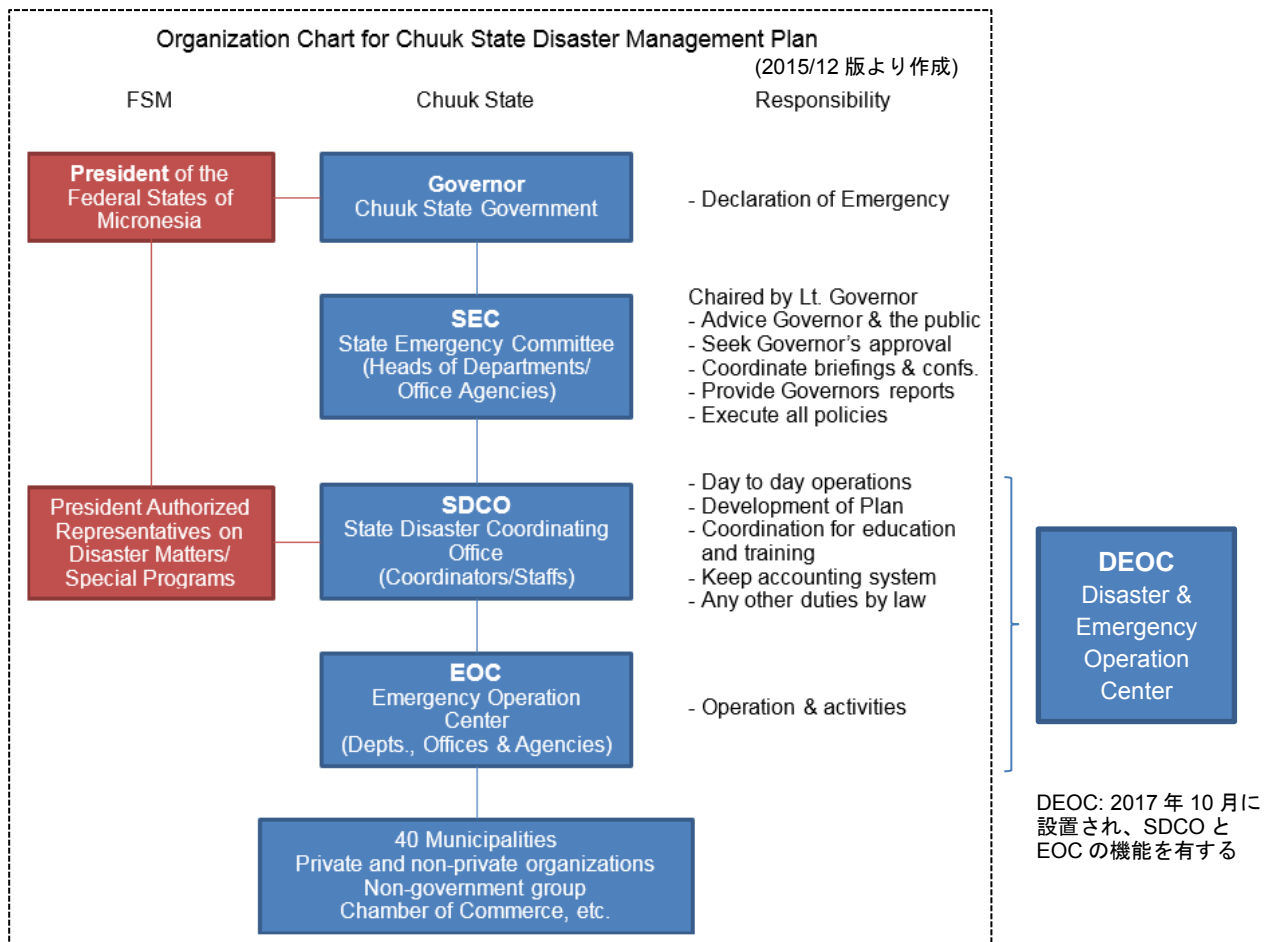 Organization Chart for Chuuk State Disaster Management Plan
(2015/12 版より作成)
FSM
Chuuk State
Responsibility
President of the
Federal States of
Micronesia
Governor
Chuuk State Government
- Declaration of Emergency
SEC
State Emergency Committee
(Heads of Departments/
Office Agencies)
Chaired by Lt. Governor
- Advice Governor & the public
- Seek Governor's approval
- Coordinate briefings & confs.
- Provide Governors reports
- Execute all policies
President Authorized
Representatives on
Disaster Matters/
Special Programs
SDCO
State Disaster Coordinating
Office
(Coordinators/Staffs)
- Day to day operations
- Development of Plan
- Coordination for education
and training
- Keep accounting system
- Any other duties by law
EOC
Emergency Operation
Center
(Depts., Offices & Agencies)
- Operation & activities
40 Municipalities
Private and non-private organizations
Non-government group
Chamber of Commerce, etc.
DEOC
Disaster &
Emergency
Operation
Center
DEOC: 2017 年 10 月に
設置され、SDCO と
EOC の機能を有する